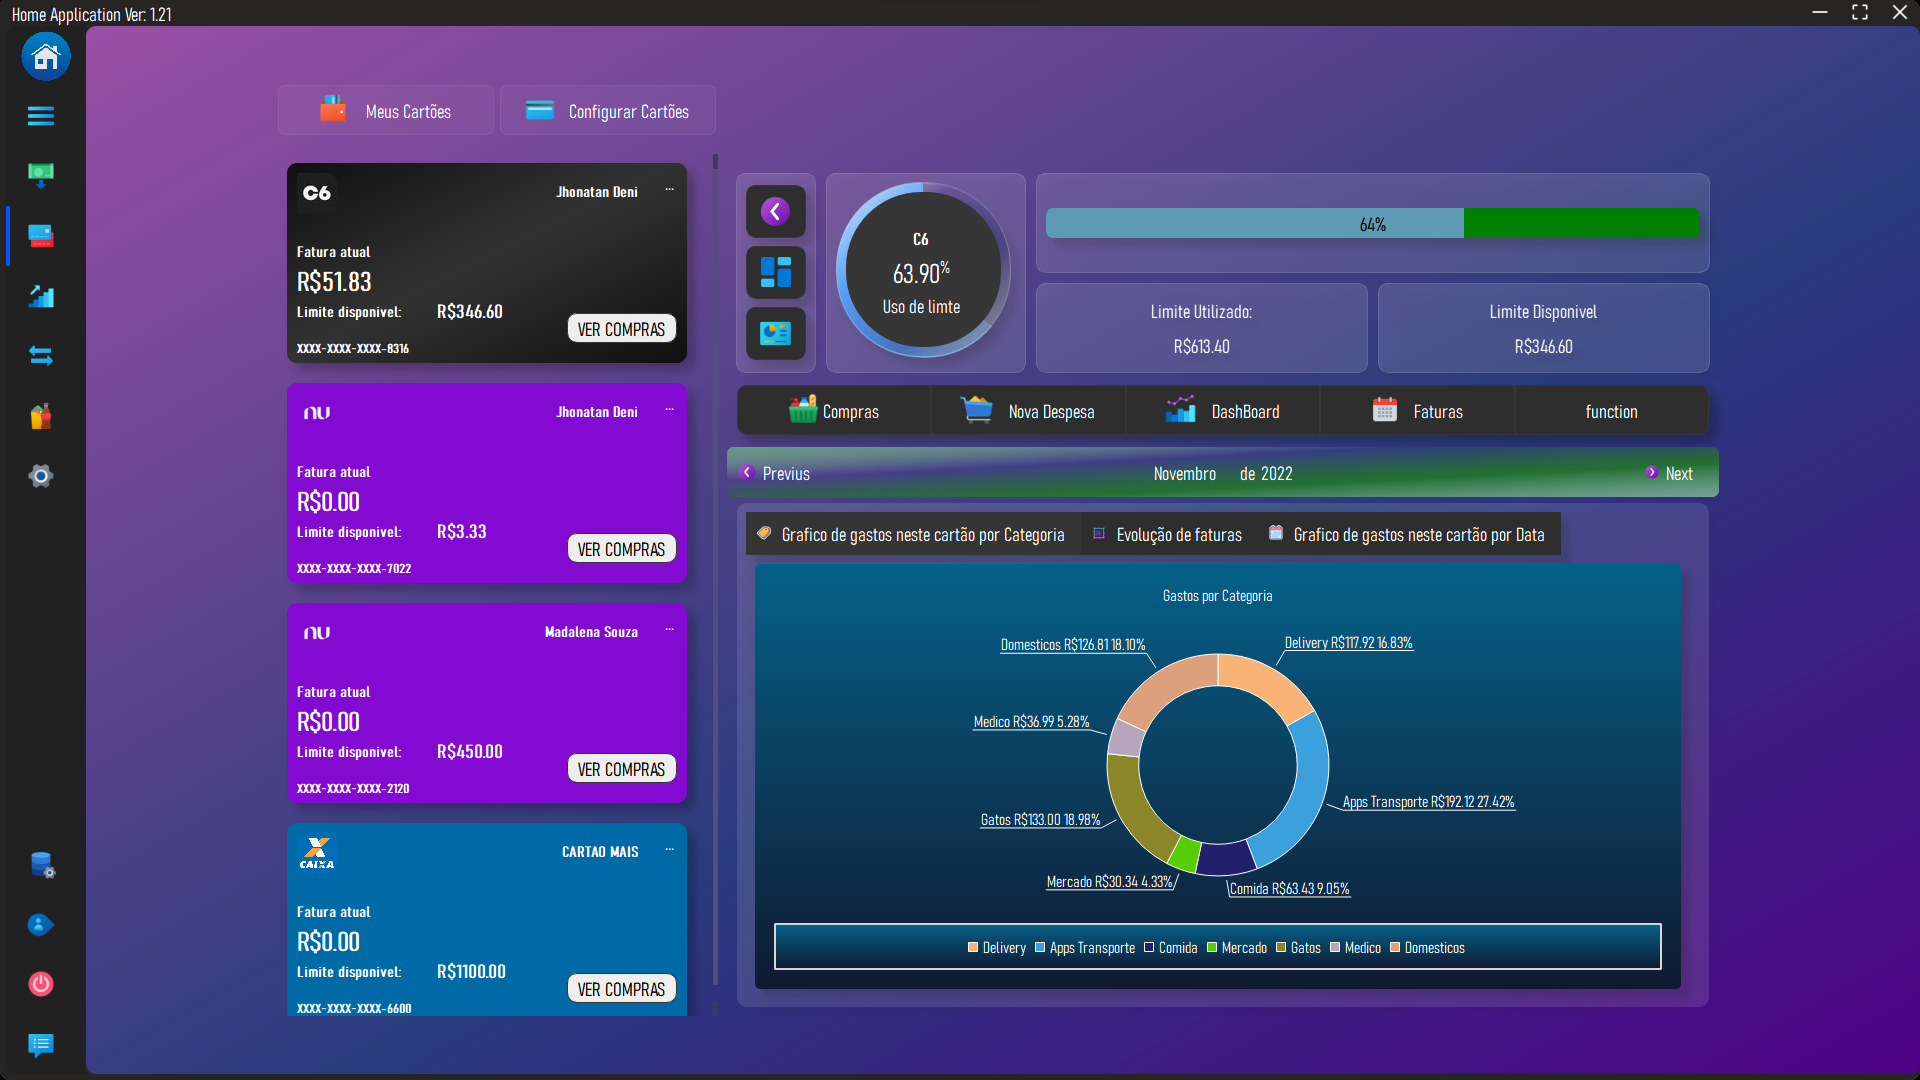 Home Application Ver: 1.21
Meus Cartões
Configurar Cartões
C6
Jhonatan Deni
...
Fatura atual
R$51.83
Limite disponivel:
R$346.60
VER COMPRAS
XXXX-XXXX-XXXX-8316
nu
Jhonatan Deni
...
Fatura atual
R$0.00
Limite disponivel:
R$3.33
VER COMPRAS
XXXX-XXXX-XXXX-7022
nu
Madalena Souza
...
Fatura atual
R$0.00
Limite disponivel:
R$450.00
VER COMPRAS
XXXX-XXXX-XXXX-2120
CAIXA
CARTAO MAIS
...
Fatura atual
R$0.00
Limite disponivel:
R$1100.00
VER COMPRAS
XXXX-XXXX-XXXX-6600
C6
63.90%
Uso de limte
64%
Limite Utilizado:
R$613.40
Limite Disponivel
R$346.60
Compras
Nova Despesa
DashBoard
Faturas
function
Previus
Novembro de 2022
Next
Grafico de gastos neste cartão por Categoria
Evolução de faturas
Grafico de gastos neste cartão por Data
Gastos por Categoria
Domesticos R$126.81 18.10%
Delivery R$117.92 16.83%
Medico R$36.99 5.28%
Apps Transporte R$192.12 27.42%
Gatos R$133.00 18.98%
Mercado R$30.34 4.33%
Comida R$63.43 9.05%
Delivery
Apps Transporte
Comida
Mercado
Gatos
Medico
Domesticos